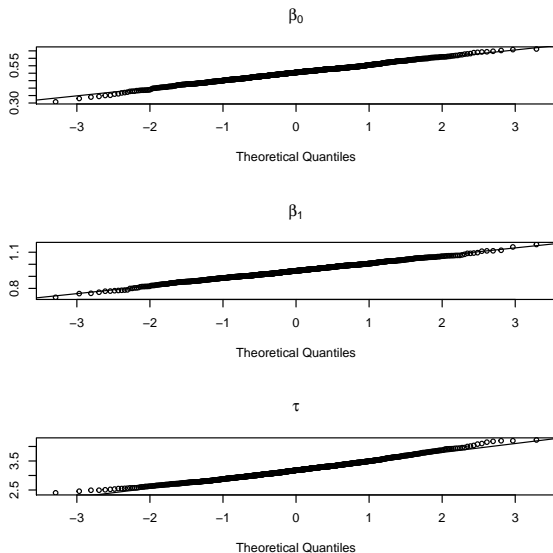 β0
0.30 0.55
−3 −2 −1 0 1 2 3
Theoretical Quantiles
β1
0.8 1.1
−3 −2 −1 0 1 2 3
Theoretical Quantiles
τ
2.5 3.5
−3 −2 −1 0 1 2 3
Theoretical Quantiles